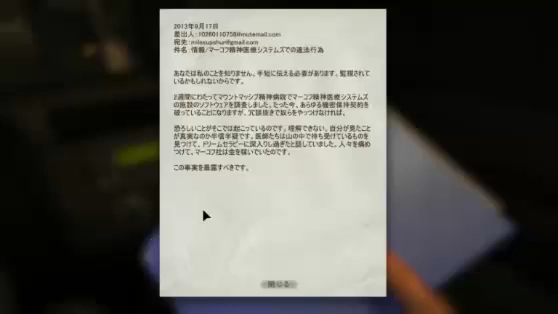 2013年9月17日
差出人：1026011075@mutemail.com
宛先：milesupshur@gmail.com
件名：情報／マーコフ精神医療システムズでの違法行為
あなたは私のことを知りません。手短に伝える必要があります。監視されて
いるかもしれないからです。
2週間にわたってマウントマッシブ精神病院でマーコフ精神医療システムズ
の施設のソフトウェアを調査しました。たった今、あらゆる機密保持契約を
破っていることになりますが、冗談抜きで奴らをやっつけなければ。
恐ろしいことがそこでは起こっているのです。理解できない。自分が見たこと
が真実なのか半信半疑です。医師たちは山の中で待ち受けているものを
見つけて、ドリームセラピーに深入りし過ぎたと話していました。人々を痛め
つけて、マーコフ社は金を稼いでいたのです。
この事実を暴露すべきです。
閉じる